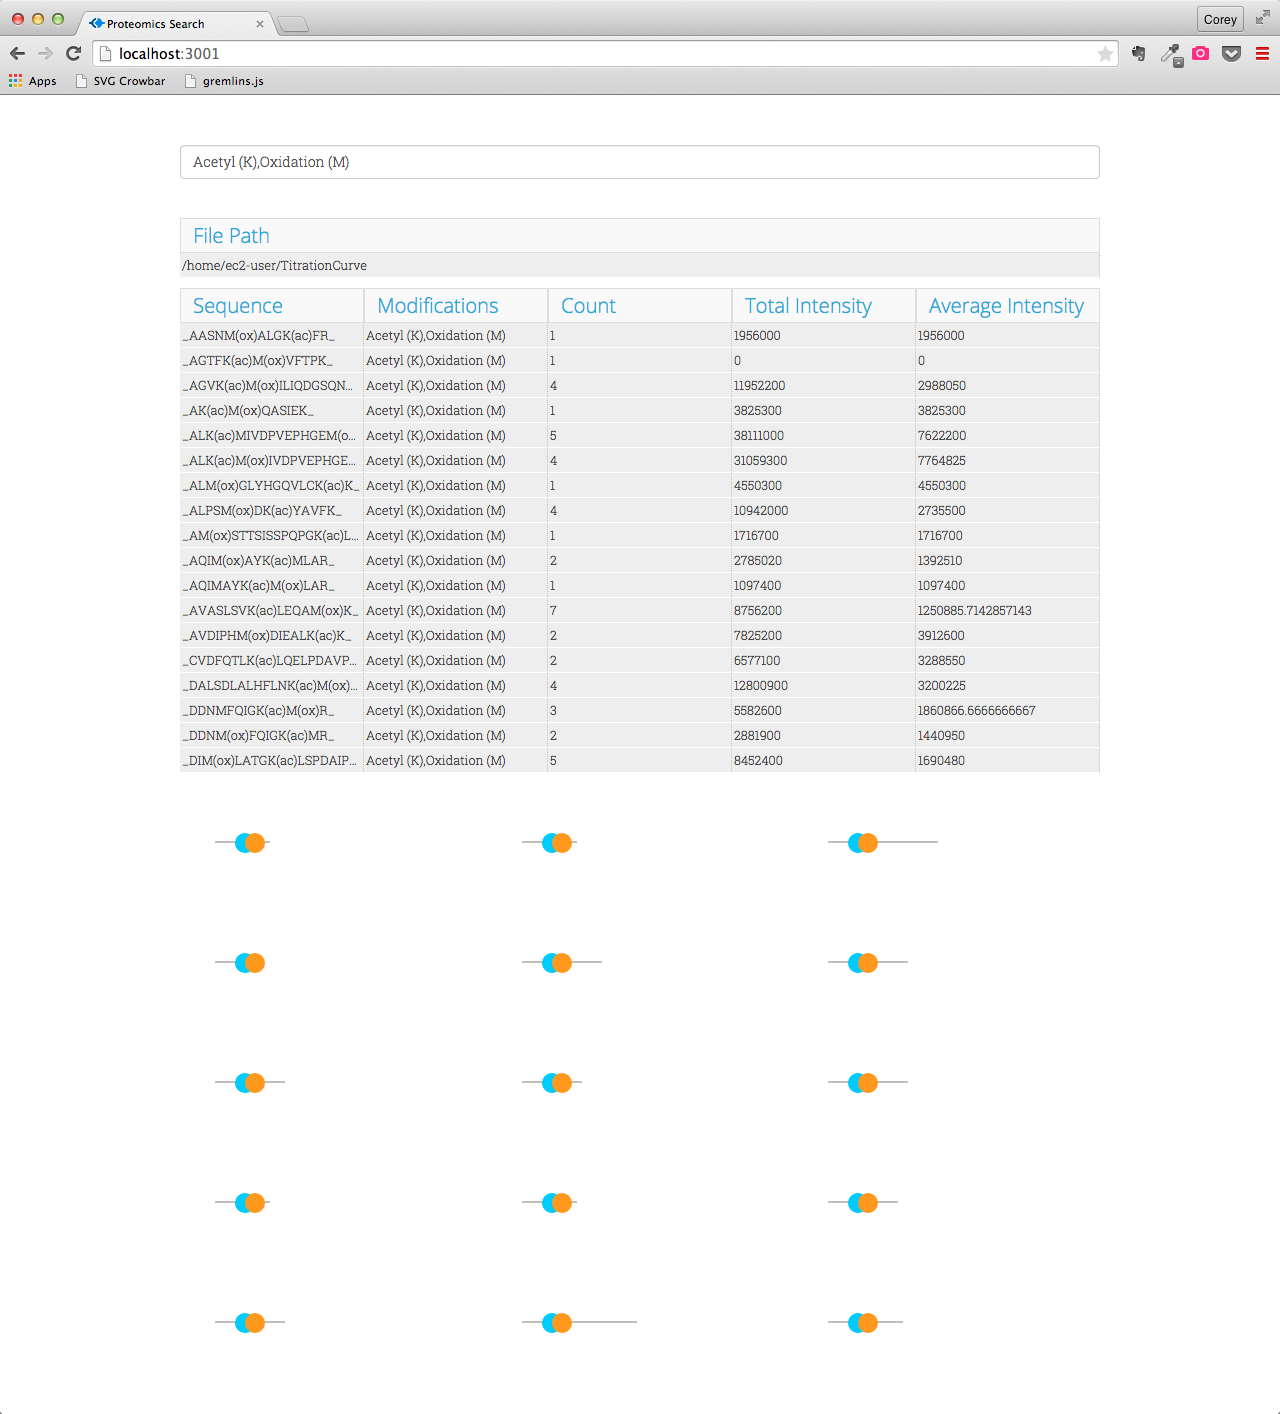 Proteomics Search
Corey
localhost:3001
Apps SVG Crowbar gremlins.js
Acetyl (K),Oxidation (M)
File Path
/home/ec2-user/TitrationCurve
Sequence Modifications Count Total Intensity Average Intensity
_AASNM(ox)ALGK(ac)FR_ Acetyl (K),Oxidation (M) 1 1956000 1956000
_AGTFK(ac)M(ox)VFTPK_ Acetyl (K),Oxidation (M) 1 0 0
_AGVK(ac)M(ox)ILIQDGSQN... Acetyl (K),Oxidation (M) 4 11952200 2988050
_AK(ac)M(ox)QASIEK_ Acetyl (K),Oxidation (M) 1 3825300 3825300
_ALK(ac)MIVDPVEPHGEM(o... Acetyl (K),Oxidation (M) 5 38111000 7622200
_ALK(ac)M(ox)IVDPVEPHGE... Acetyl (K),Oxidation (M) 4 31059300 7764825
_ALM(ox)GLYHGQVLCK(ac)K_ Acetyl (K),Oxidation (M) 1 4550300 4550300
_ALPSM(ox)DK(ac)YAVFK_ Acetyl (K),Oxidation (M) 4 10942000 2735500
_AM(ox)STTSISSPQPGK(ac)L... Acetyl (K),Oxidation (M) 1 1716700 1716700
_AQIM(ox)AYK(ac)MLAR_ Acetyl (K),Oxidation (M) 2 2785020 1392510
_AQIMAYK(ac)M(ox)LAR_ Acetyl (K),Oxidation (M) 1 1097400 1097400
_AVASLSVK(ac)LEQAM(ox)K_ Acetyl (K),Oxidation (M) 7 8756200 1250885.7142857143
_AVDIPHM(ox)DIEALK(ac)K_ Acetyl (K),Oxidation (M) 2 7825200 3912600
_CVDFQTLK(ac)LQELPDAVP... Acetyl (K),Oxidation (M) 2 6577100 3288550
_DALSDLALHFLNK(ac)M(ox)... Acetyl (K),Oxidation (M) 4 12800900 3200225
_DDNMFQIGK(ac)M(ox)R_ Acetyl (K),Oxidation (M) 3 5582600 1860866.6666666667
_DDNM(ox)FQIGK(ac)MR_ Acetyl (K),Oxidation (M) 2 2881900 1440950
_DIM(ox)LATGK(ac)LSPDAIP... Acetyl (K),Oxidation (M) 5 8452400 1690480